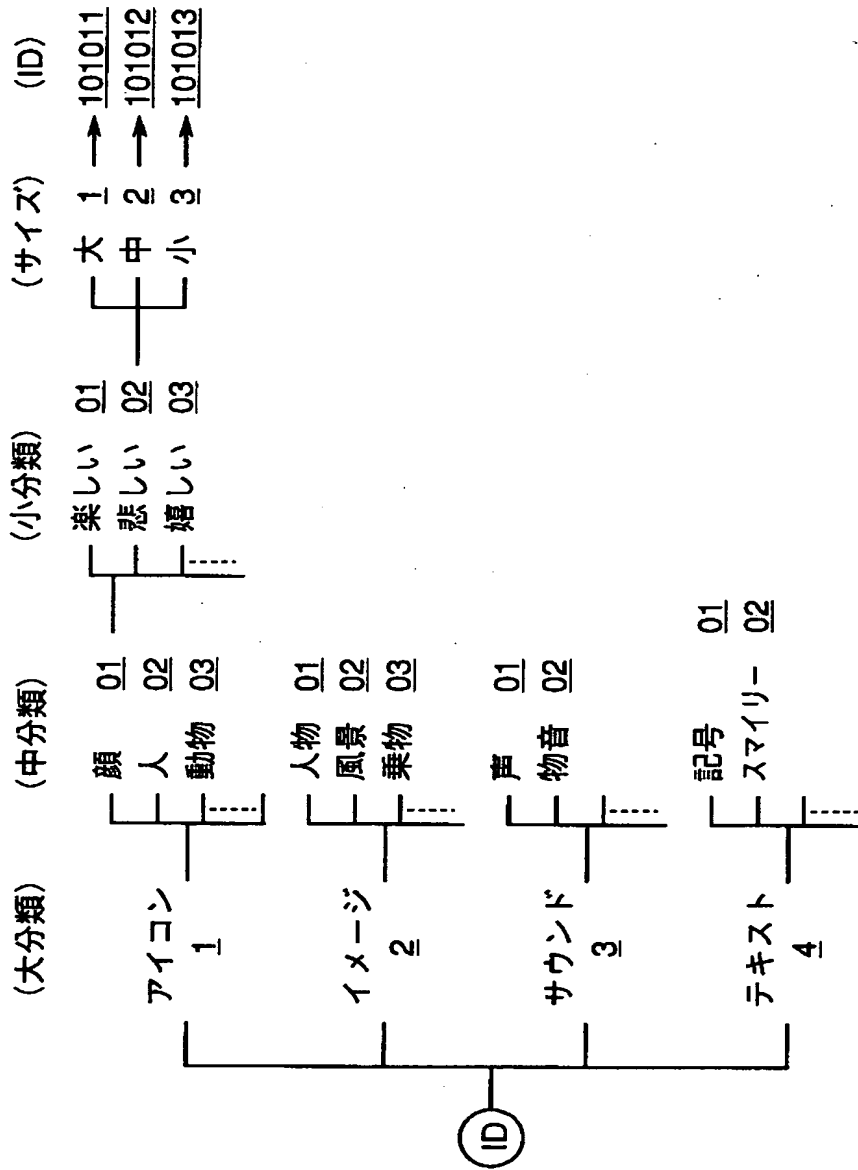 (大分類) (中分類) (小分類) (サイズ) (ID)
ID
アイコン 1
顔 01
人 02
動物 03
楽しい 01
悲しい 02
嬉しい 03
大 1 → 101011
中 2 → 101012
小 3 → 101013
イメージ 2
人物 01
風景 02
乗物 03
サウンド 3
声 01
物音 02
テキスト 4
記号 01
スマイリー 02